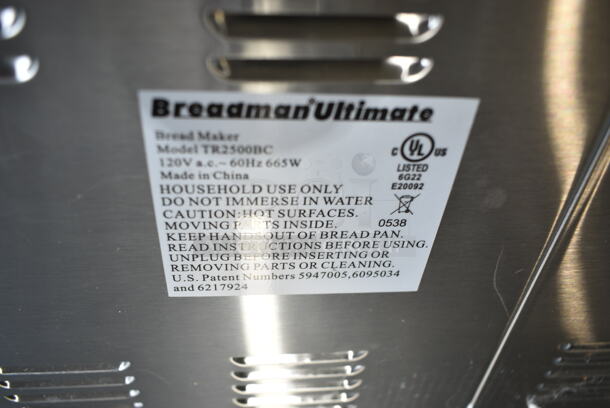 Breadman® Ultimate
Bread Maker
Model TR2500BC
120V a.c.~ 60Hz 665W
Made in China
HOUSEHOLD USE ONLY
DO NOT IMMERSE IN WATER
CAUTION: HOT SURFACES.
MOVING PARTS INSIDE.
KEEP HANDSOUT OF BREAD PAN.
READ INSTRUCTIONS BEFORE USING.
UNPLUG BEFORE INSERTING OR
REMOVING PARTS OR CLEANING.
U.S. Patent Numbers 5947005, 6095034
and 6217924
C UL US
LISTED
6G22
E20092
0538